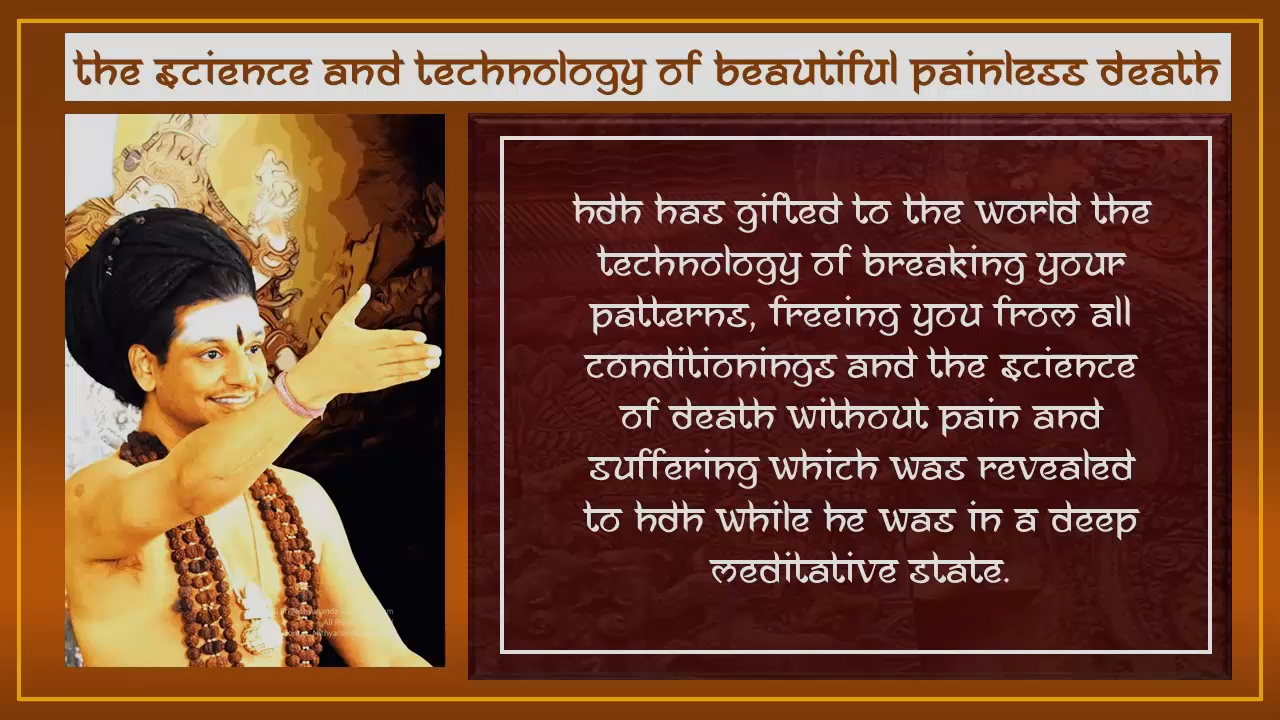 the science and technology of beautiful painless death
hdh has gifted to the world the
technology of breaking your
patterns, freeing you from all
conditionings and the science
of death without pain and
suffering which was revealed
to hdh while he was in a deep
meditative state.